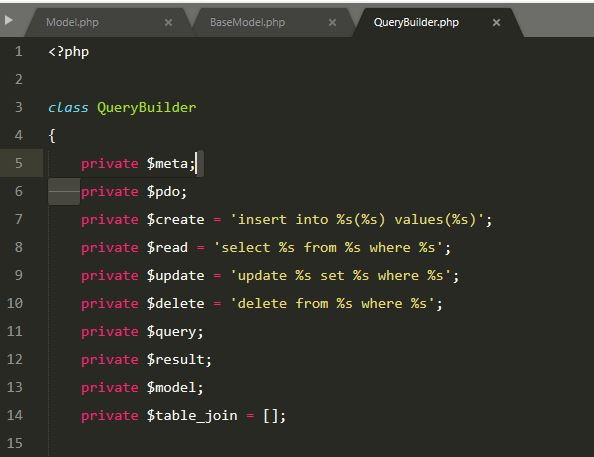 Model.php × BaseModel.php × QueryBuilder.php ×
1 <?php
2
3 class QueryBuilder
4 {
5 private $meta;
6 private $pdo;
7 private $create = 'insert into %s(%s) values(%s)';
8 private $read = 'select %s from %s where %s';
9 private $update = 'update %s set %s where %s';
10 private $delete = 'delete from %s where %s';
11 private $query;
12 private $result;
13 private $model;
14 private $table_join = [];
15